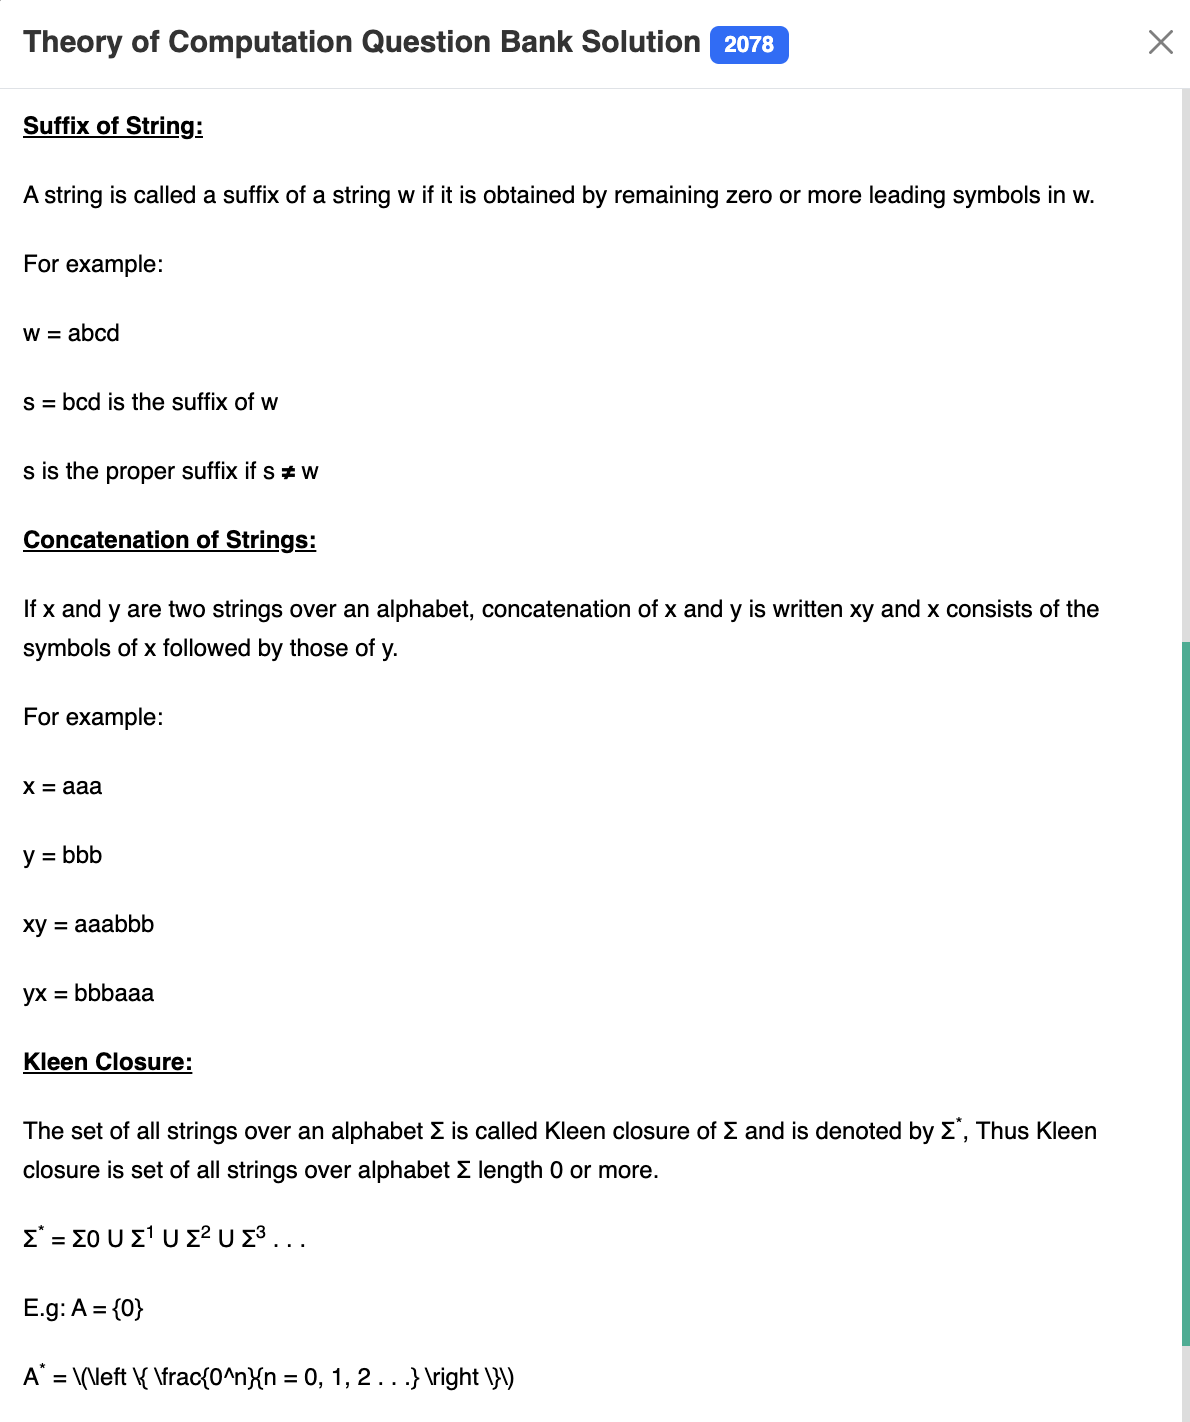 Theory of Computation Question Bank Solution 2078
Suffix of String:
A string is called a suffix of a string w if it is obtained by remaining zero or more leading symbols in w.
For example:
w = abcd
s = bcd is the suffix of w
s is the proper suffix if s ≠ w
Concatenation of Strings:
If x and y are two strings over an alphabet, concatenation of x and y is written xy and x consists of the
symbols of x followed by those of y.
For example:
x = aaa
y = bbb
xy = aaabbb
yx = bbbaaa
Kleen Closure:
The set of all strings over an alphabet Σ is called Kleen closure of Σ and is denoted by Σ*, Thus Kleen
closure is set of all strings over alphabet Σ length 0 or more.
Σ* = Σ0 U Σ¹ U Σ² U Σ³ . . .
E.g: A = {0}
A* = \(\left \{ \frac{0^n}{n = 0, 1, 2 . . .} \right \}\)